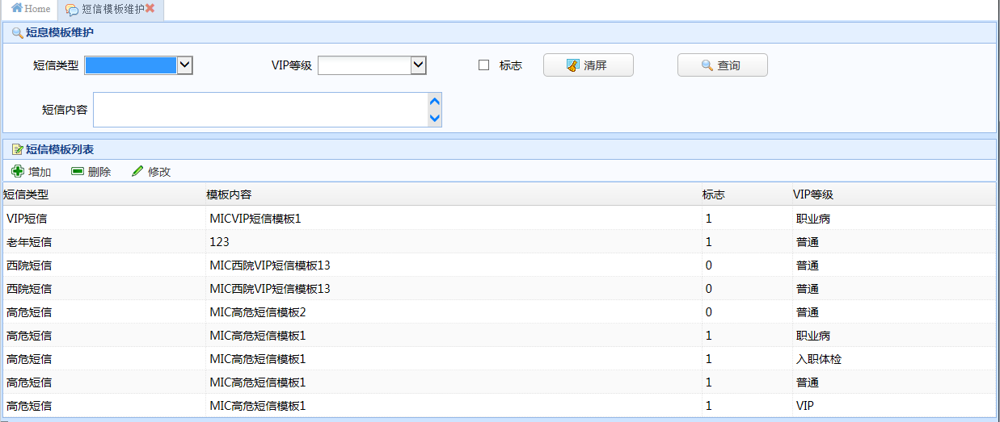 Home 短信模板维护
短息模板维护
短信类型 VIP等级 标志 清屏 查询
短信内容
短信模板列表
增加 删除 修改
短信类型 模板内容 标志 VIP等级
VIP短信 MICVIP短信模板1 1 职业病
老年短信 123 1 普通
西院短信 MIC西院VIP短信模板13 0 普通
西院短信 MIC西院VIP短信模板13 0 普通
高危短信 MIC高危短信模板2 0 普通
高危短信 MIC高危短信模板1 1 职业病
高危短信 MIC高危短信模板1 1 入职体检
高危短信 MIC高危短信模板1 1 普通
高危短信 MIC高危短信模板1 1 VIP